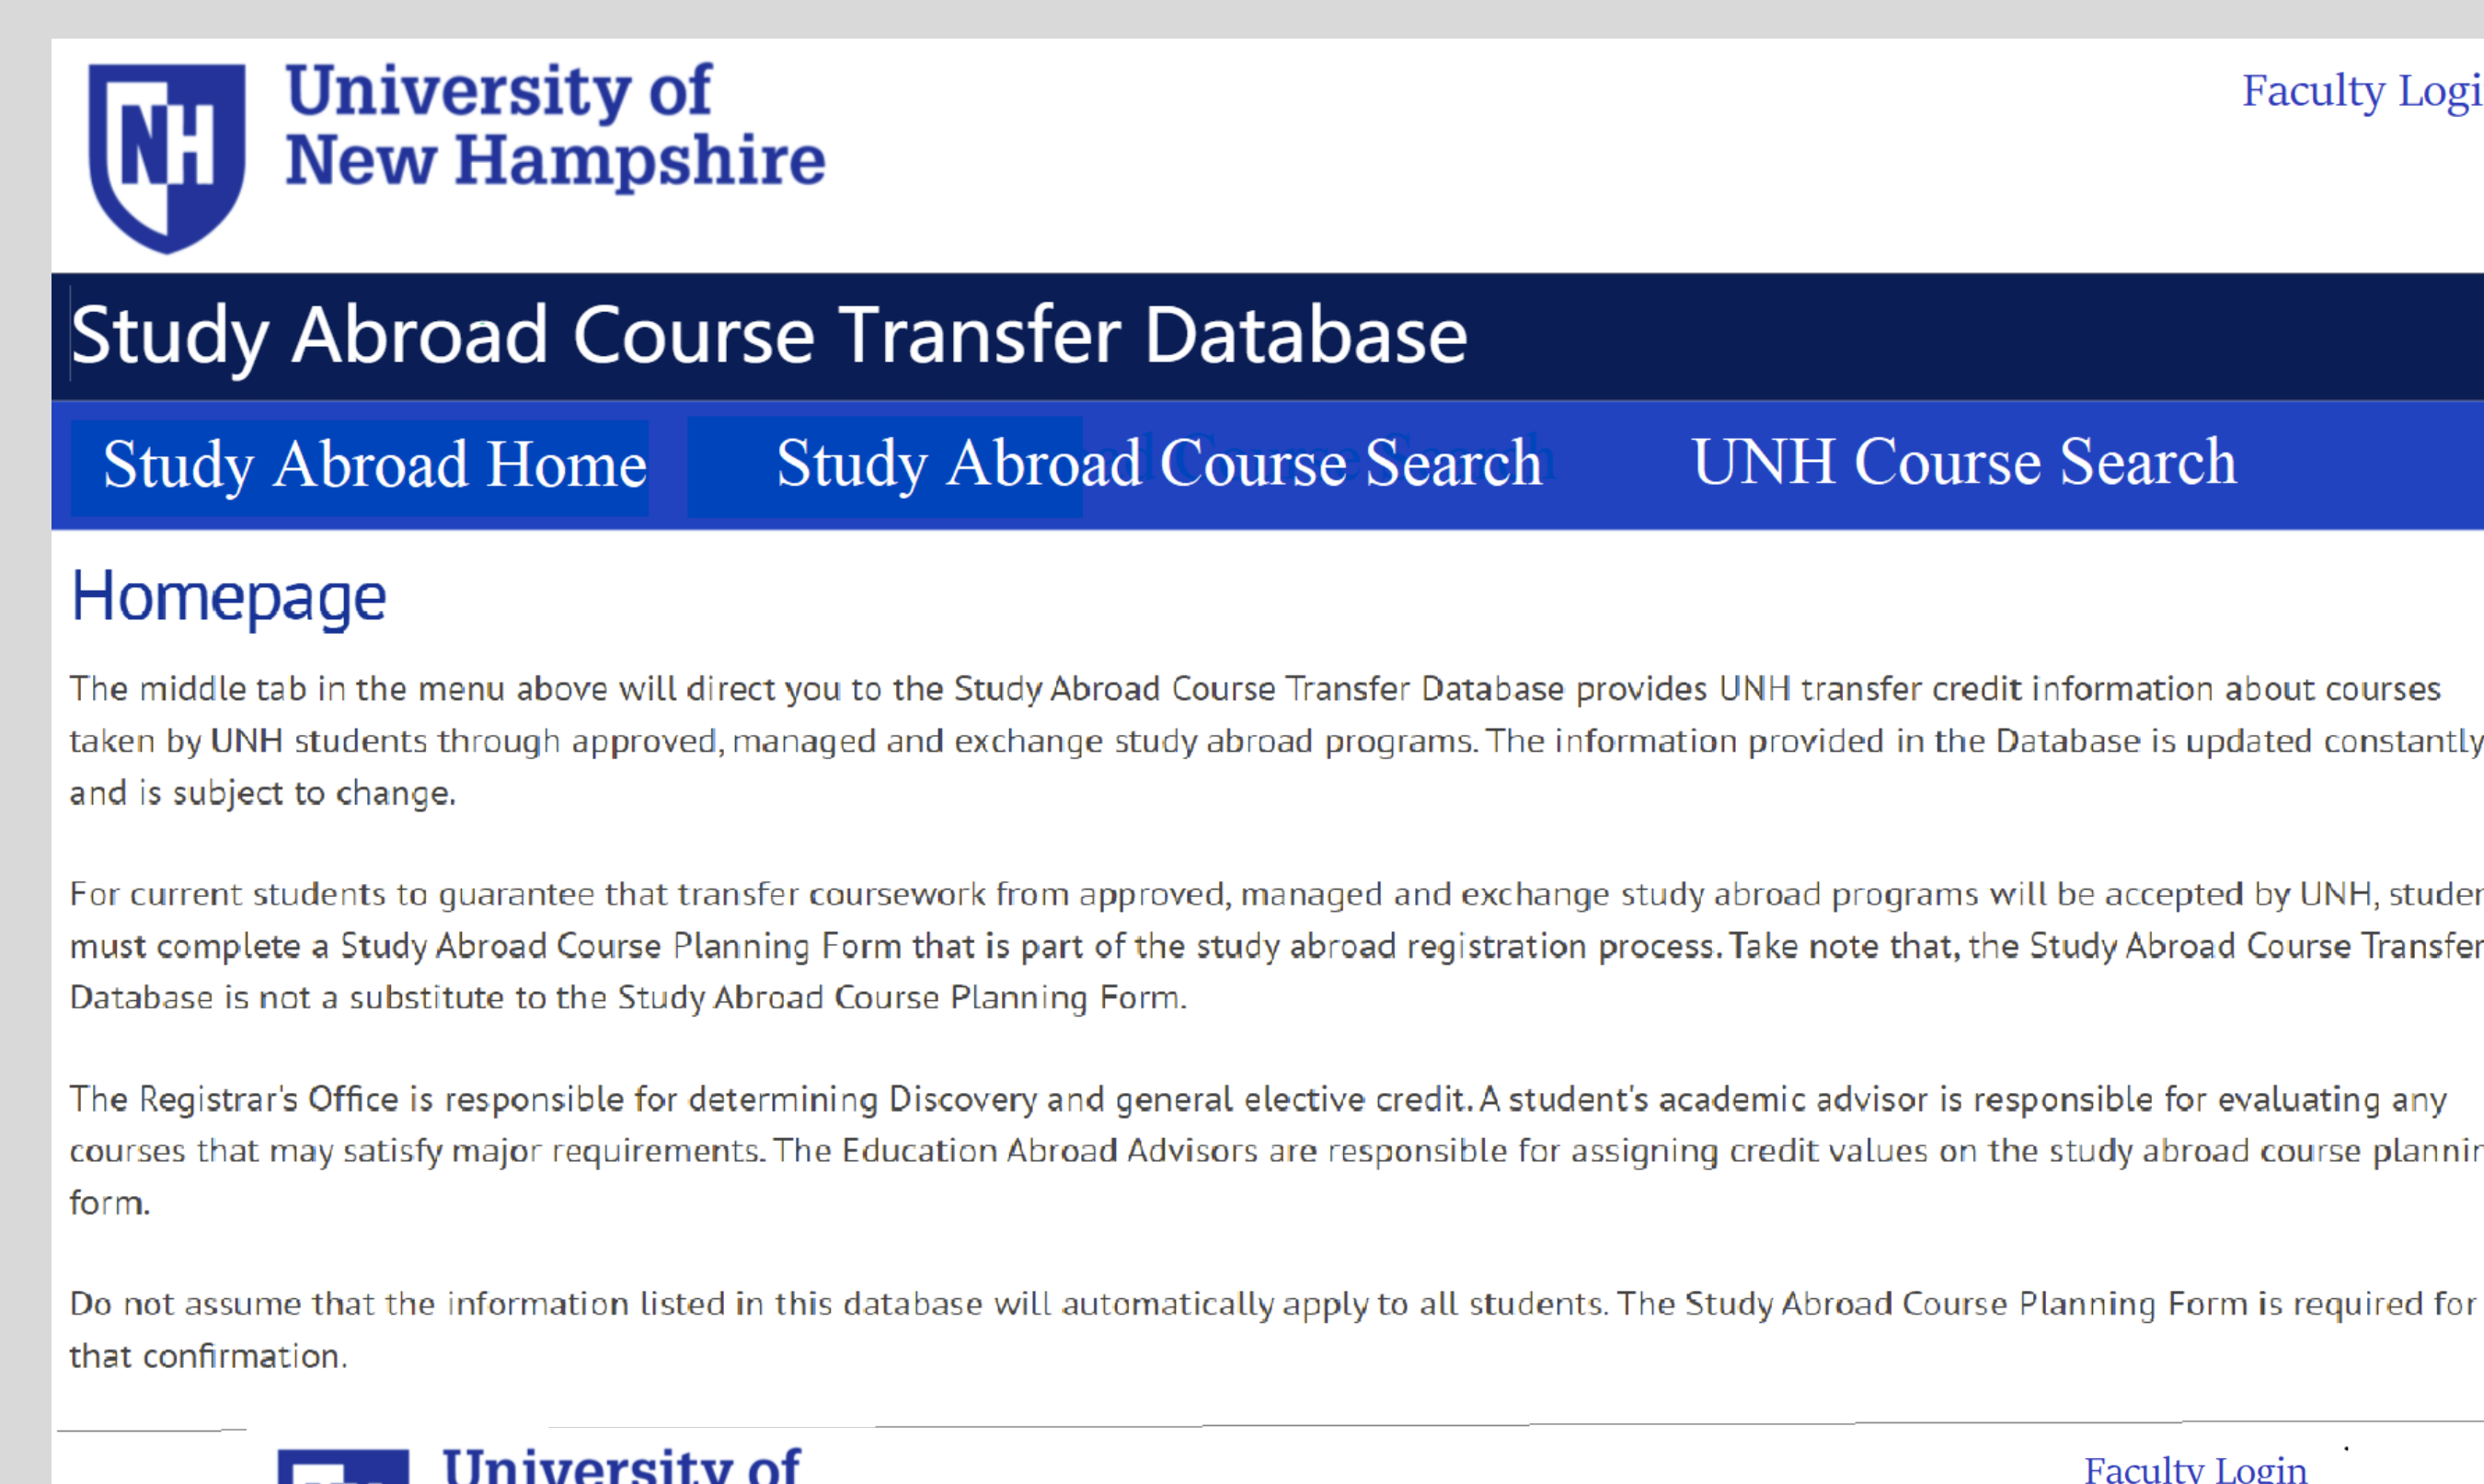 NH
University of
New Hampshire
Faculty Logi
Study Abroad Course Transfer Database
Study Abroad Home Study Abroad Course Search UNH Course Search
Homepage
The middle tab in the menu above will direct you to the Study Abroad Course Transfer Database provides UNH transfer credit information about courses
taken by UNH students through approved, managed and exchange study abroad programs. The information provided in the Database is updated constantly
and is subject to change.
For current students to guarantee that transfer coursework from approved, managed and exchange study abroad programs will be accepted by UNH, studen
must complete a Study Abroad Course Planning Form that is part of the study abroad registration process. Take note that, the Study Abroad Course Transfer
Database is not a substitute to the Study Abroad Course Planning Form.
The Registrar's Office is responsible for determining Discovery and general elective credit. A student's academic advisor is responsible for evaluating any
courses that may satisfy major requirements. The Education Abroad Advisors are responsible for assigning credit values on the study abroad course plannin
form.
Do not assume that the information listed in this database will automatically apply to all students. The Study Abroad Course Planning Form is required for
that confirmation.
University of
Faculty Login